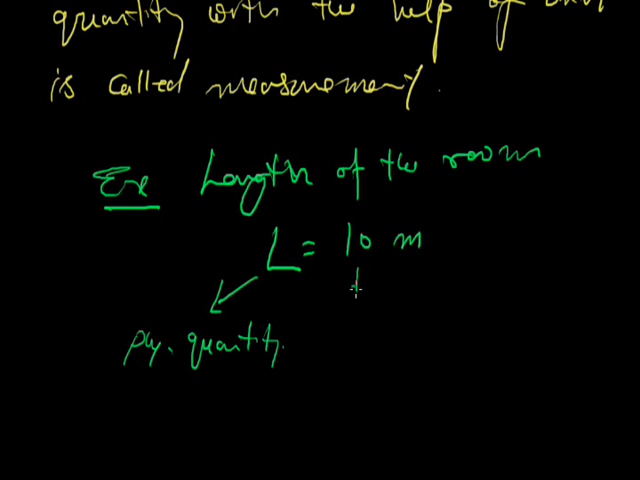 quantity with the help of unit
is called measurement.
Ex Length of the room
L = 10 m
phy. quantity.